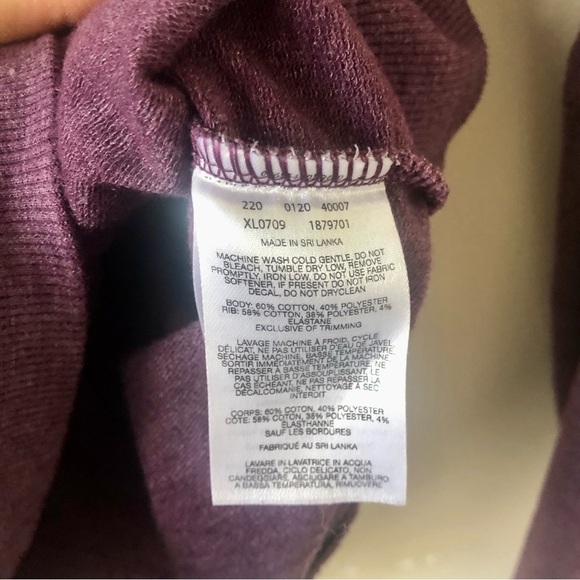 220 0120 40007
XL0709 1879701
MADE IN SRI LANKA
MACHINE WASH COLD GENTLE, DO NOT
BLEACH, TUMBLE DRY LOW, REMOVE
PROMPTLY, IRON LOW, DO NOT USE FABRIC
SOFTENER, IF PRESENT DO NOT IRON
DECAL, DO NOT DRYCLEAN
BODY: 60% COTTON, 40% POLYESTER
RIB: 58% COTTON, 38% POLYESTER, 4%
ELASTANE
EXCLUSIVE OF TRIMMING
LAVAGE MACHINE À FROID, CYCLE
DÉLICAT, NE PAS UTILISER D'EAU DE JAVEL,
SÉCHAGE MACHINE, BASSE TEMPÉRATURE,
SORTIR IMMÉDIATEMENT DE LA MACHINE
REPASSER À BASSE TEMPÉRATURE, NE
PAS UTILISER D'ASSOUPLISSANT, LE
CAS ÉCHEANT, NE PAS REPASSER LA
DÉCALCOMANIE, NETTOYAGE À SEC
INTERDIT
CORPS: 60% COTON, 40% POLYESTER
CÔTE: 58% COTON, 38% POLYESTER, 4%
ELASTHANNE
SAUF LES BORDURES
FABRIQUÉ AU SRI LANKA
LAVARE IN LAVATRICE IN ACQUA
FREDDA, CICLO DELICATO, NON
CANDEGGIARE, ASCIUGARE A TAMBURO
A BASSA TEMPERATURA, RIMUOVERE